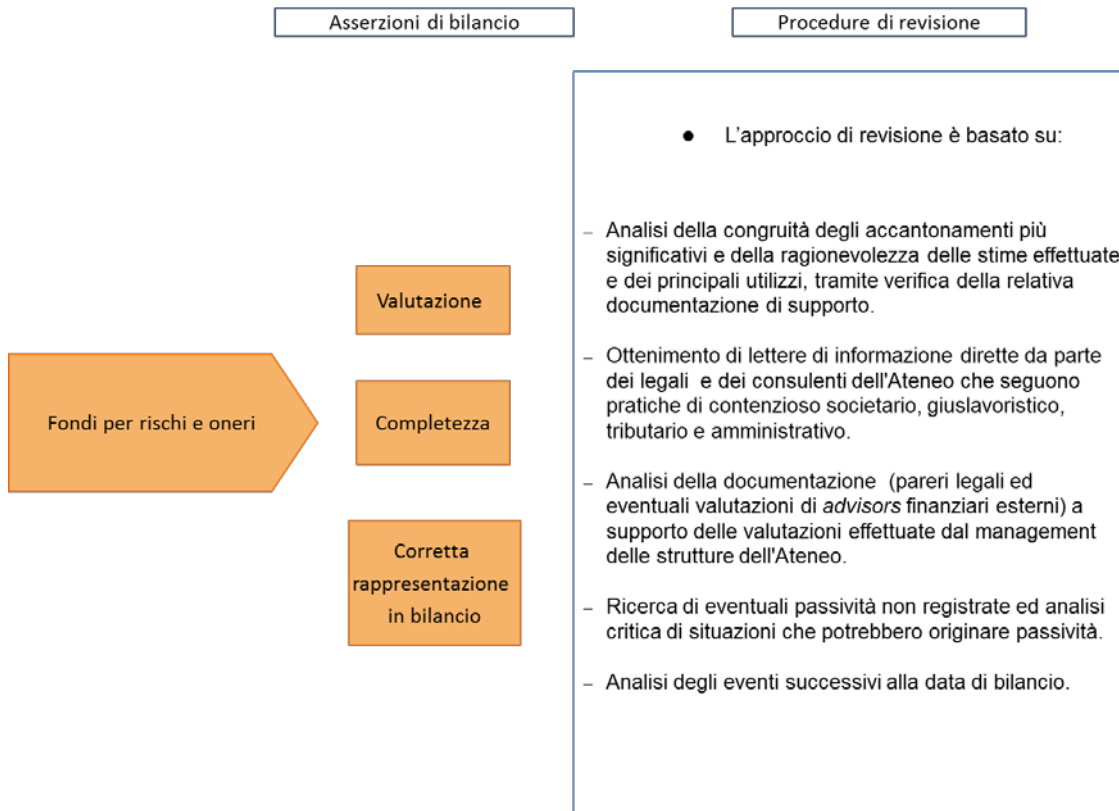 Asserzioni di bilancio
Procedure di revisione
Fondi per rischi e oneri
Valutazione
Completezza
Corretta
rappresentazione
in bilancio
● L'approccio di revisione è basato su:
– Analisi della congruità degli accantonamenti più
significativi e della ragionevolezza delle stime effettuate
e dei principali utilizzi, tramite verifica della relativa
documentazione di supporto.
– Ottenimento di lettere di informazione dirette da parte
dei legali e dei consulenti dell'Ateneo che seguono
pratiche di contenzioso societario, giuslavoristico,
tributario e amministrativo.
– Analisi della documentazione (pareri legali ed
eventuali valutazioni di advisors finanziari esterni) a
supporto delle valutazioni effettuate dal management
delle strutture dell'Ateneo.
– Ricerca di eventuali passività non registrate ed analisi
critica di situazioni che potrebbero originare passività.
– Analisi degli eventi successivi alla data di bilancio.